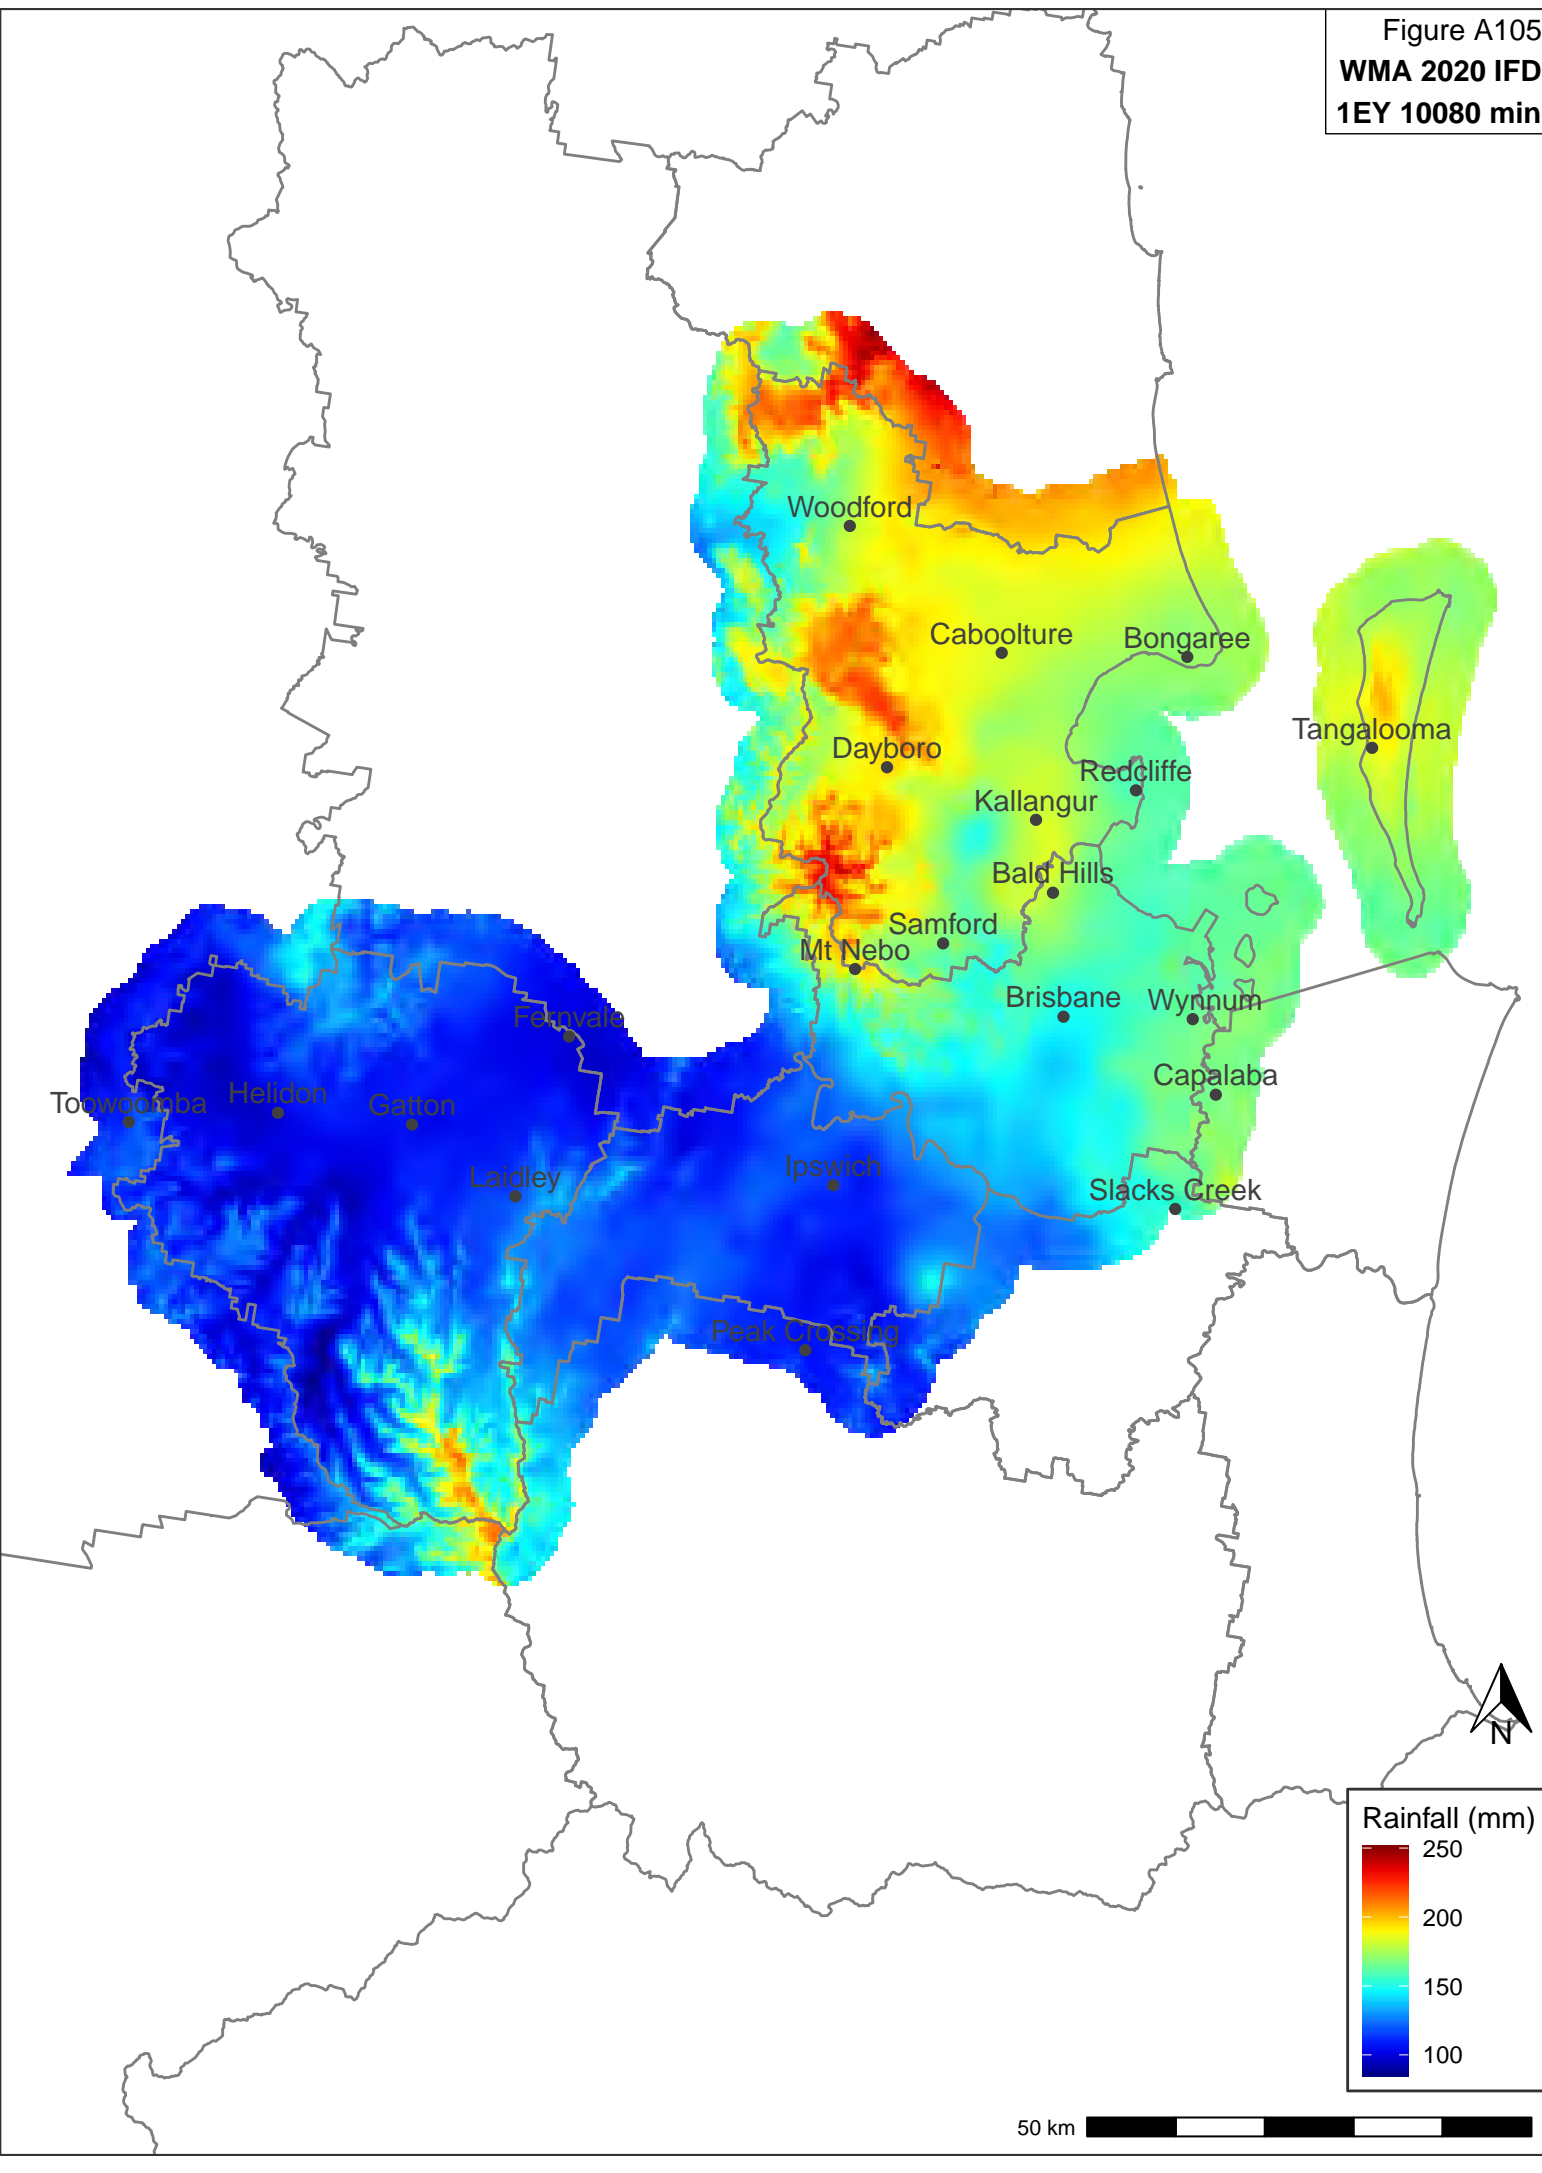 Figure A105
WMA 2020 IFD
1EY 10080 min
Woodford
Caboolture
Bongaree
Tangalooma
Dayboro
Redcliffe
Kallangur
Bald Hills
Samford
Mt Nebo
Brisbane
Wynnum
Fernvale
Capalaba
Toowoomba
Helidon
Gatton
Ipswich
Laidley
Slacks Creek
Peak Crossing
N
Rainfall (mm)
250
200
150
100
50 km